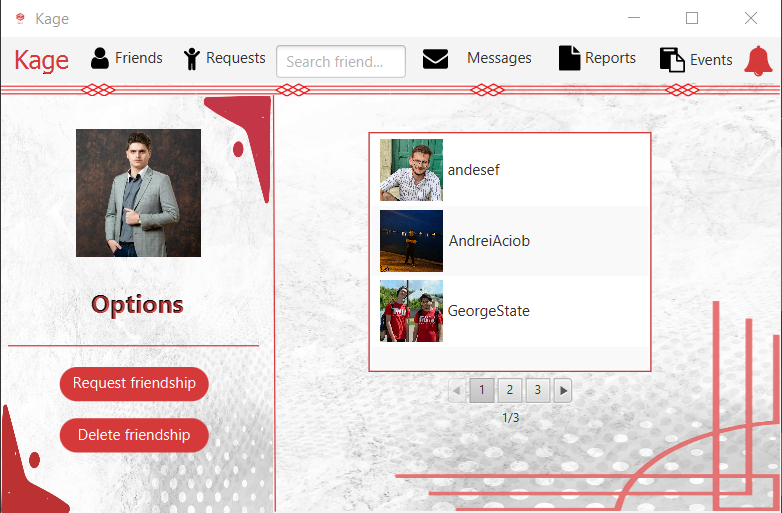 Kage
Kage Friends Requests Search friend... Messages Reports Events
Options
Request friendship
Delete friendship
andesef
AndreiAciob
GeorgeState
1 2 3
1/3